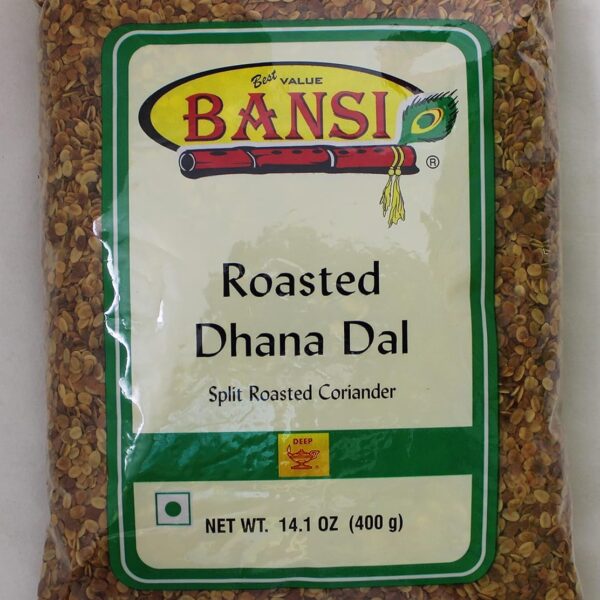 Best VALUE
BANSI
®
Roasted
Dhana Dal
Split Roasted Coriander
DEEP
NET WT. 14.1 OZ (400 g)